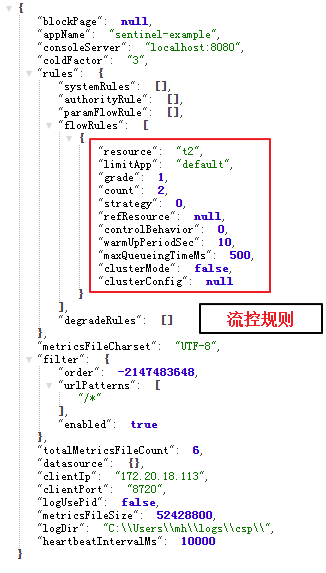 {
"blockPage": null,
"appName": "sentinel-example",
"consoleServer": "localhost:8080",
"coldFactor": "3",
"rules": {
"systemRules": [],
"authorityRule": [],
"paramFlowRule": [],
"flowRules": [
{
"resource": "t2",
"limitApp": "default",
"grade": 1,
"count": 2,
"strategy": 0,
"refResource": null,
"controlBehavior": 0,
"warmUpPeriodSec": 10,
"maxQueueingTimeMs": 500,
"clusterMode": false,
"clusterConfig": null
}
],
"degradeRules": []
流控规则
},
"metricsFileCharset": "UTF-8",
"filter": {
"order": -2147483648,
"urlPatterns": [
"/*"
],
"enabled": true
},
"totalMetricsFileCount": 6,
"datasource": {},
"clientIp": "172.20.18.113",
"clientPort": "8720",
"logUsePid": false,
"metricsFileSize": 52428800,
"logDir": "C:\\Users\\mh\\logs\\csp\\",
"heartbeatIntervalMs": 10000
}